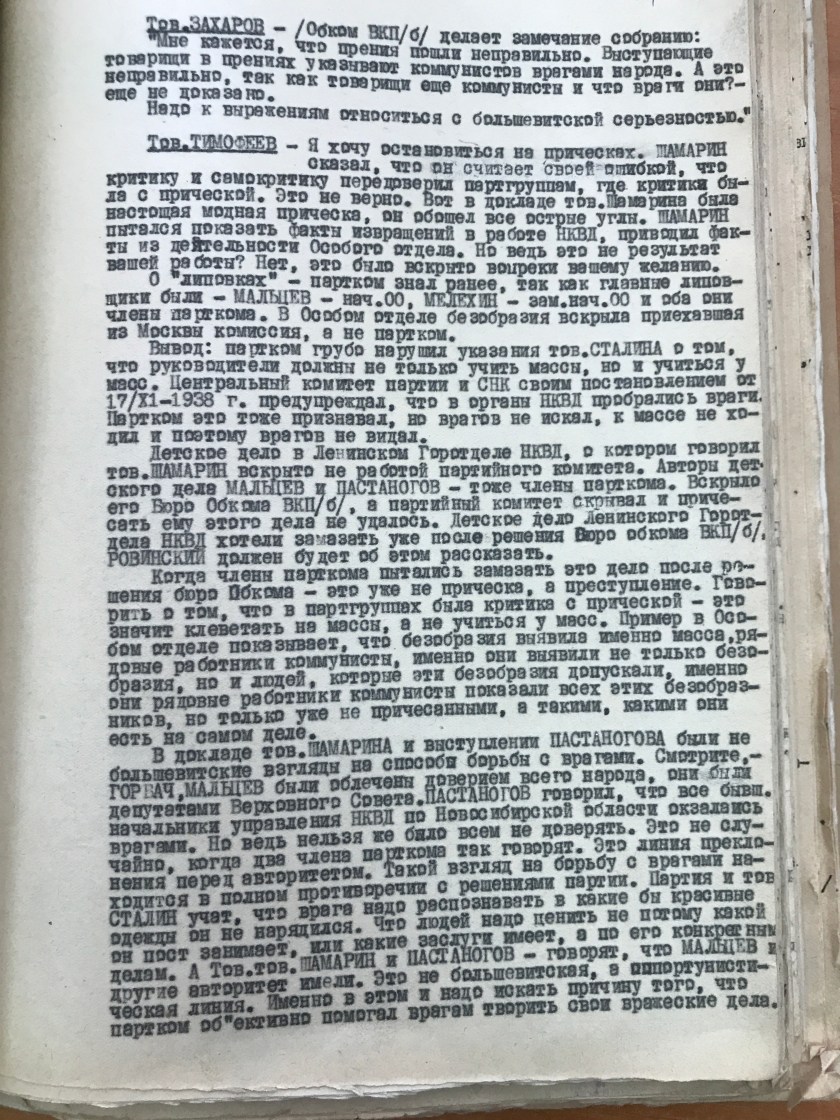 Тов.ЗАХАРОВ – /Обком ВКП/б/ делает замечание собранию:
"Мне кажется, что прения пошли неправильно. Выступающие
товарищи в прениях указывают коммунистов врагами народа. А это
неправильно, так как товарищи еще коммунисты и что враги они?–
еще не доказано.
Надо к выражениям относиться с большевитской серьезностью."
Тов.ТИМОФЕЕВ – Я хочу остановиться на прическах. ШАМАРИН
сказал, что он считает своей ошибкой, что
критику и самокритику передоверил партгруппам, где критика бы-
ла с прической. Это не верно. Вот в докладе тов.Шамарина была
настощая модная прическа, он обошел все острые углы. ШАМАРИН
пытался показать факты извращений в работе НКВД, приводил фак-
ты из деятельности Особого отдела. Но ведь это не результат
вашей работы? Нет, это было вскрыто вопреки вашему желанию.
О "липовках" – партком знал ранее, так как главные липов-
щики были – МАЛЬЦЕВ – нач.ОО, МЕЛЕХИН – зам.нач.ОО и оба они
члены парткома. В Особом отделе безобразия вскрыла приехавшая
из Москвы комиссия, а не партком.
Вывод: партком грубо нарушил указания тов.СТАЛИНА о том,
что руководители должны не только учить массы, но и учиться у
масс. Центральный комитет партии и СНК своим постановлением от
17/XI–1938 г. предупреждал, что в органы НКВД пробрались враги.
Партком это тоже признавал, но врагов не искал, к массе не хо-
дил и поэтому врагов не видал.
Детское дело в Ленинском Горотделе НКВД, о котором говорил
тов.ШАМАРИН вскрыто не работой партийного комитета. Авторы дет-
ского дела МАЛЬЦЕВ и ПАСТАНОГОВ – тоже члены парткома. Вскрыло
его Бюро Обкома ВКП/б/, а партийный комитет скрывал и приче-
сать ему этого дела не удалось. Детское дело Ленинского Горот-
дела НКВД хотели замазать уже после решения Бюро обкома ВКП/б/,
РОВИНСКИЙ должен будет об этом рассказать.
Когда члены парткома пытались замазать это дело после ре-
шения бюро Обкома – это уже не прическа, а преступление. Гово-
рить о том, что в партгруппах была критика с прической – это
значит клеветать на массы, а не учиться у масс. Пример в Осо-
бом отделе показывает, что безобразия выявила именно масса,ря-
довые работники коммунисты, именно они выявили не только безо-
бразия, но и людей, которые эти безобразия допускали, именно
они рядовые работники коммунисты показали всех этих безобраз-
ников, но только уже не причесанными, а такими, какими они
есть на самом деле.
В докладе тов.ШАМАРИНА и выступлении ПАСТАНОГОВА были не
большевитские взгляды на способы борьбы с врагами. Смотрите,–
ГОРБАЧ,МАЛЬЦЕВ были облечены доверием всего народа, они были
депутатами Верховного Совета.ПАСТАНОГОВ говорил, что все бывш.
начальники управления НКВД по Новосибирской области окзались
врагами. Но ведь нельзя же было всем не доверять. Это не слу-
чайно, когда два члена парткома так говорят. Это линия прекло-
нения перед авторитетом. Такой взгляд на борьбу с врагами на-
ходится в полном противоречии с решениями партии. Партия и тов
СТАЛИН учат, что врага надо распознавать в какие бы красивые
одежды он не нарядился. Что людей надо ценить не потому какой
он пост занимает, или какие заслуги имеет, а по его конкретным
делам. А Тов.тов.ШАМАРИН и ПАСТАНОГОВ – говорят, что МАЛЬЦЕВ и
другие авторитет имели. Это не большевитская, а оппортунисти-
ческая линия. Именно в этом и надо искать причину того, что
партком об"ективно помогал врагам творить свои вражеские дела.